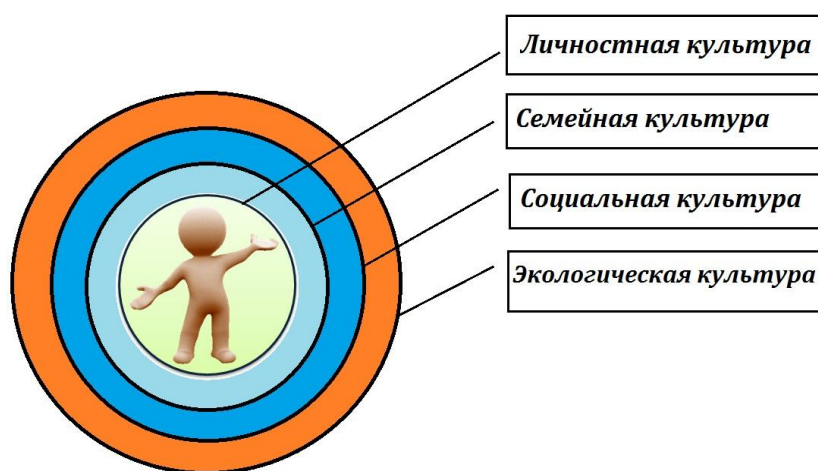 Личностная культура
Семейная культура
Социальная культура
Экологическая культура